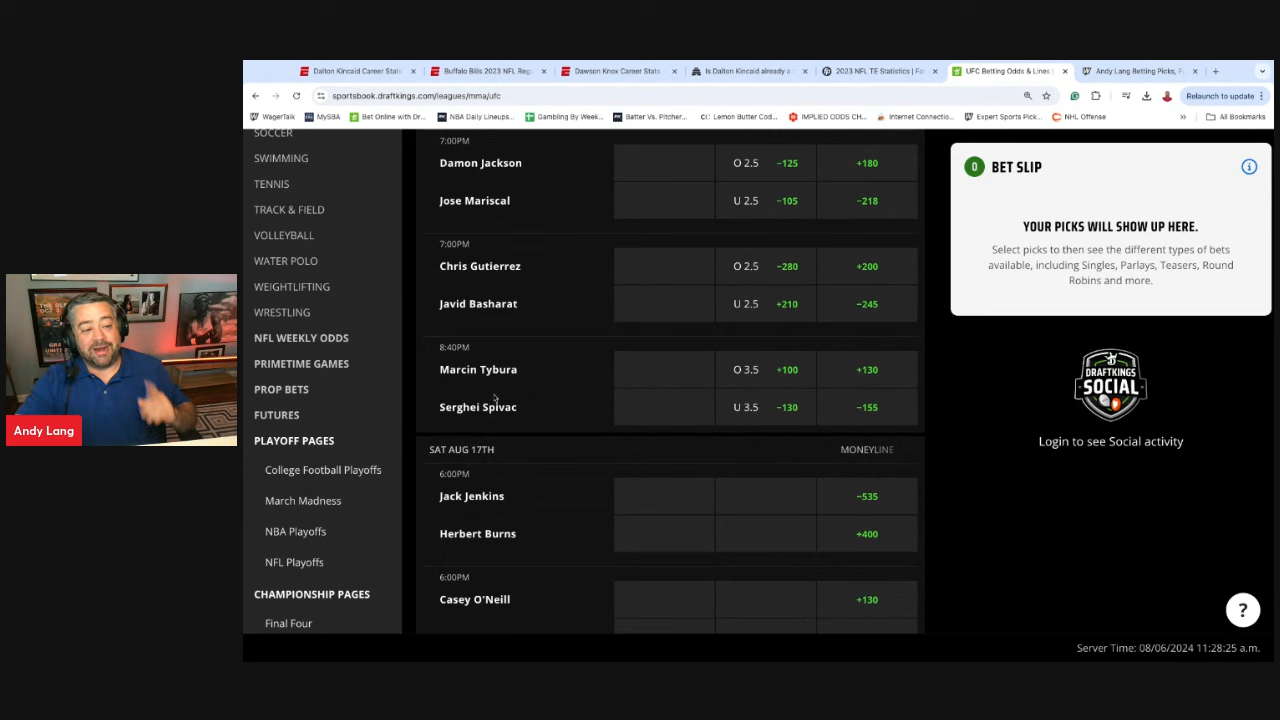 Dalton Kincaid Career Stats
Buffalo Bills 2023 NFL Reg
Dawson Knox Career Stats
Is Dalton Kincaid already a
2023 NFL TE Statistics | Fa
UFC Betting Odds & Lines |
Andy Lang Betting Picks, F
sportsbook.draftkings.com/leagues/mma/ufc
Relaunch to update
WagerTalk
MySBA
Bet Online with Dr...
NBA Daily Lineups...
Gambling By Week...
Batter Vs. Pitcher...
Lemon Butter Cod...
IMPLIED ODDS CH...
Internet Connectio...
Expert Sports Pick...
NHL Offense
All Bookmarks
SOCCER
SWIMMING
TENNIS
TRACK & FIELD
VOLLEYBALL
WATER POLO
WEIGHTLIFTING
WRESTLING
NFL WEEKLY ODDS
PRIMETIME GAMES
PROP BETS
FUTURES
PLAYOFF PAGES
College Football Playoffs
March Madness
NBA Playoffs
NFL Playoffs
CHAMPIONSHIP PAGES
Final Four
7:00PM
Damon Jackson O 2.5 −125 +180
Jose Mariscal U 2.5 −105 −218
7:00PM
Chris Gutierrez O 2.5 −280 +200
Javid Basharat U 2.5 +210 −245
8:40PM
Marcin Tybura O 3.5 +100 +130
Serghei Spivac U 3.5 −130 −155
SAT AUG 17TH MONEYLINE
6:00PM
Jack Jenkins −535
Herbert Burns +400
6:00PM
Casey O'Neill +130
0 BET SLIP
YOUR PICKS WILL SHOW UP HERE.
Select picks to then see the different types of bets
available, including Singles, Parlays, Teasers, Round
Robins and more.
DRAFTKINGS
SOCIAL
Login to see Social activity
?
Server Time: 08/06/2024 11:28:25 a.m.
Andy Lang